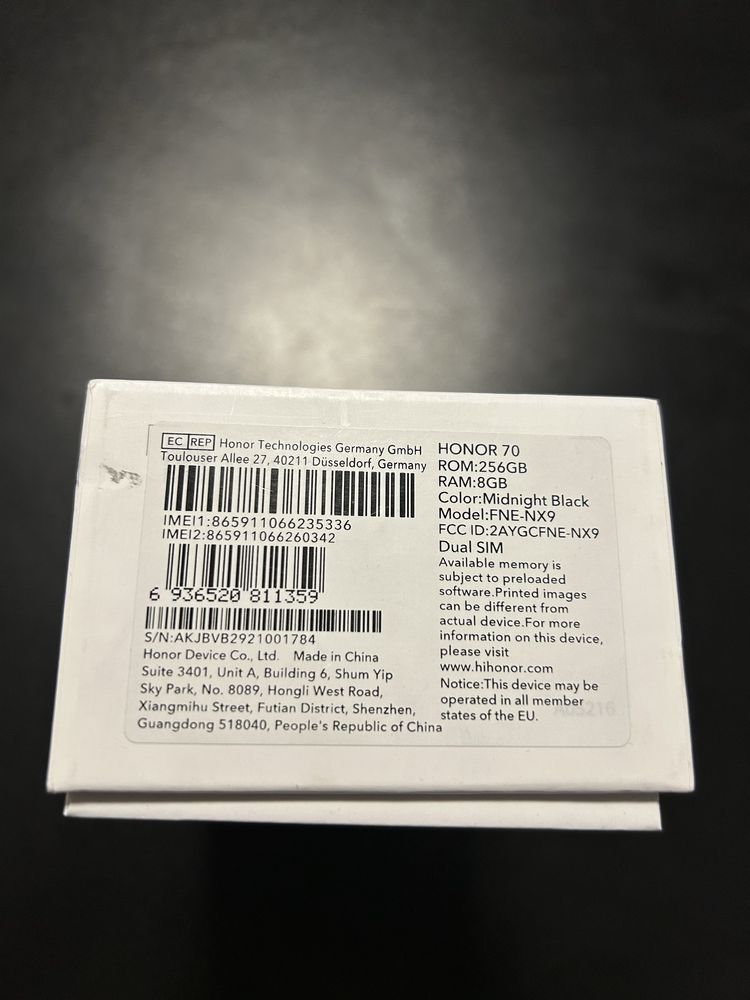 EC REP Honor Technologies Germany GmbH
Toulouser Allee 27, 40211 Düsseldorf, Germany
IMEI1:865911066235336
IMEI2:865911066260342
6 936520 811359
S/N:AKJBVB2921001784
Honor Device Co., Ltd. Made in China
Suite 3401, Unit A, Building 6, Shum Yip
Sky Park, No. 8089, Hongli West Road,
Xiangmihu Street, Futian District, Shenzhen,
Guangdong 518040, People's Republic of China
HONOR 70
ROM:256GB
RAM:8GB
Color:Midnight Black
Model:FNE-NX9
FCC ID:2AYGCFNE-NX9
Dual SIM
Available memory is
subject to preloaded
software.Printed images
can be different from
actual device.For more
information on this device,
please visit
www.hihonor.com
Notice:This device may be
operated in all member
states of the EU.